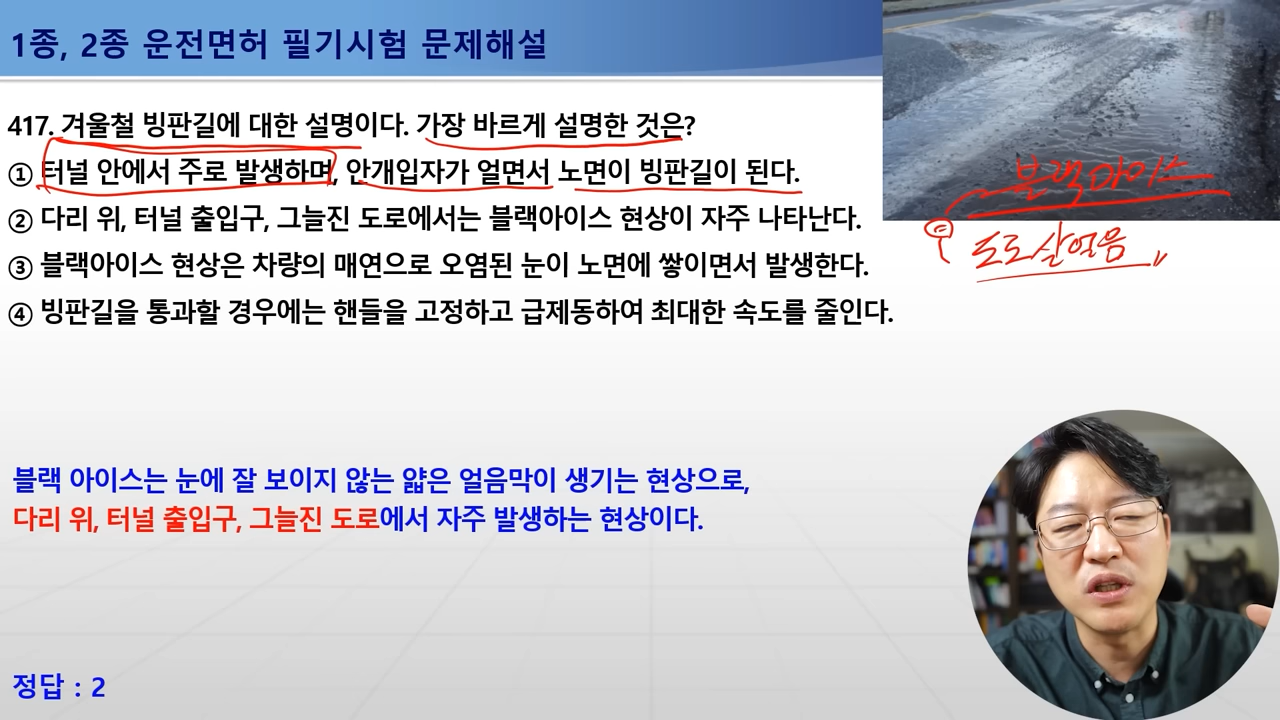 1종, 2종 운전면허 필기시험 문제해설
417. 겨울철 빙판길에 대한 설명이다. 가장 바르게 설명한 것은?
① 터널 안에서 주로 발생하며, 안개입자가 얼면서 노면이 빙판길이 된다.
② 다리 위, 터널 출입구, 그늘진 도로에서는 블랙아이스 현상이 자주 나타난다.
③ 블랙아이스 현상은 차량의 매연으로 오염된 눈이 노면에 쌓이면서 발생한다.
④ 빙판길을 통과할 경우에는 핸들을 고정하고 급제동하여 최대한 속도를 줄인다.
블랙아이스
도로 살얼음
블랙 아이스는 눈에 잘 보이지 않는 얇은 얼음막이 생기는 현상으로,
다리 위, 터널 출입구, 그늘진 도로에서 자주 발생하는 현상이다.
정답 : 2